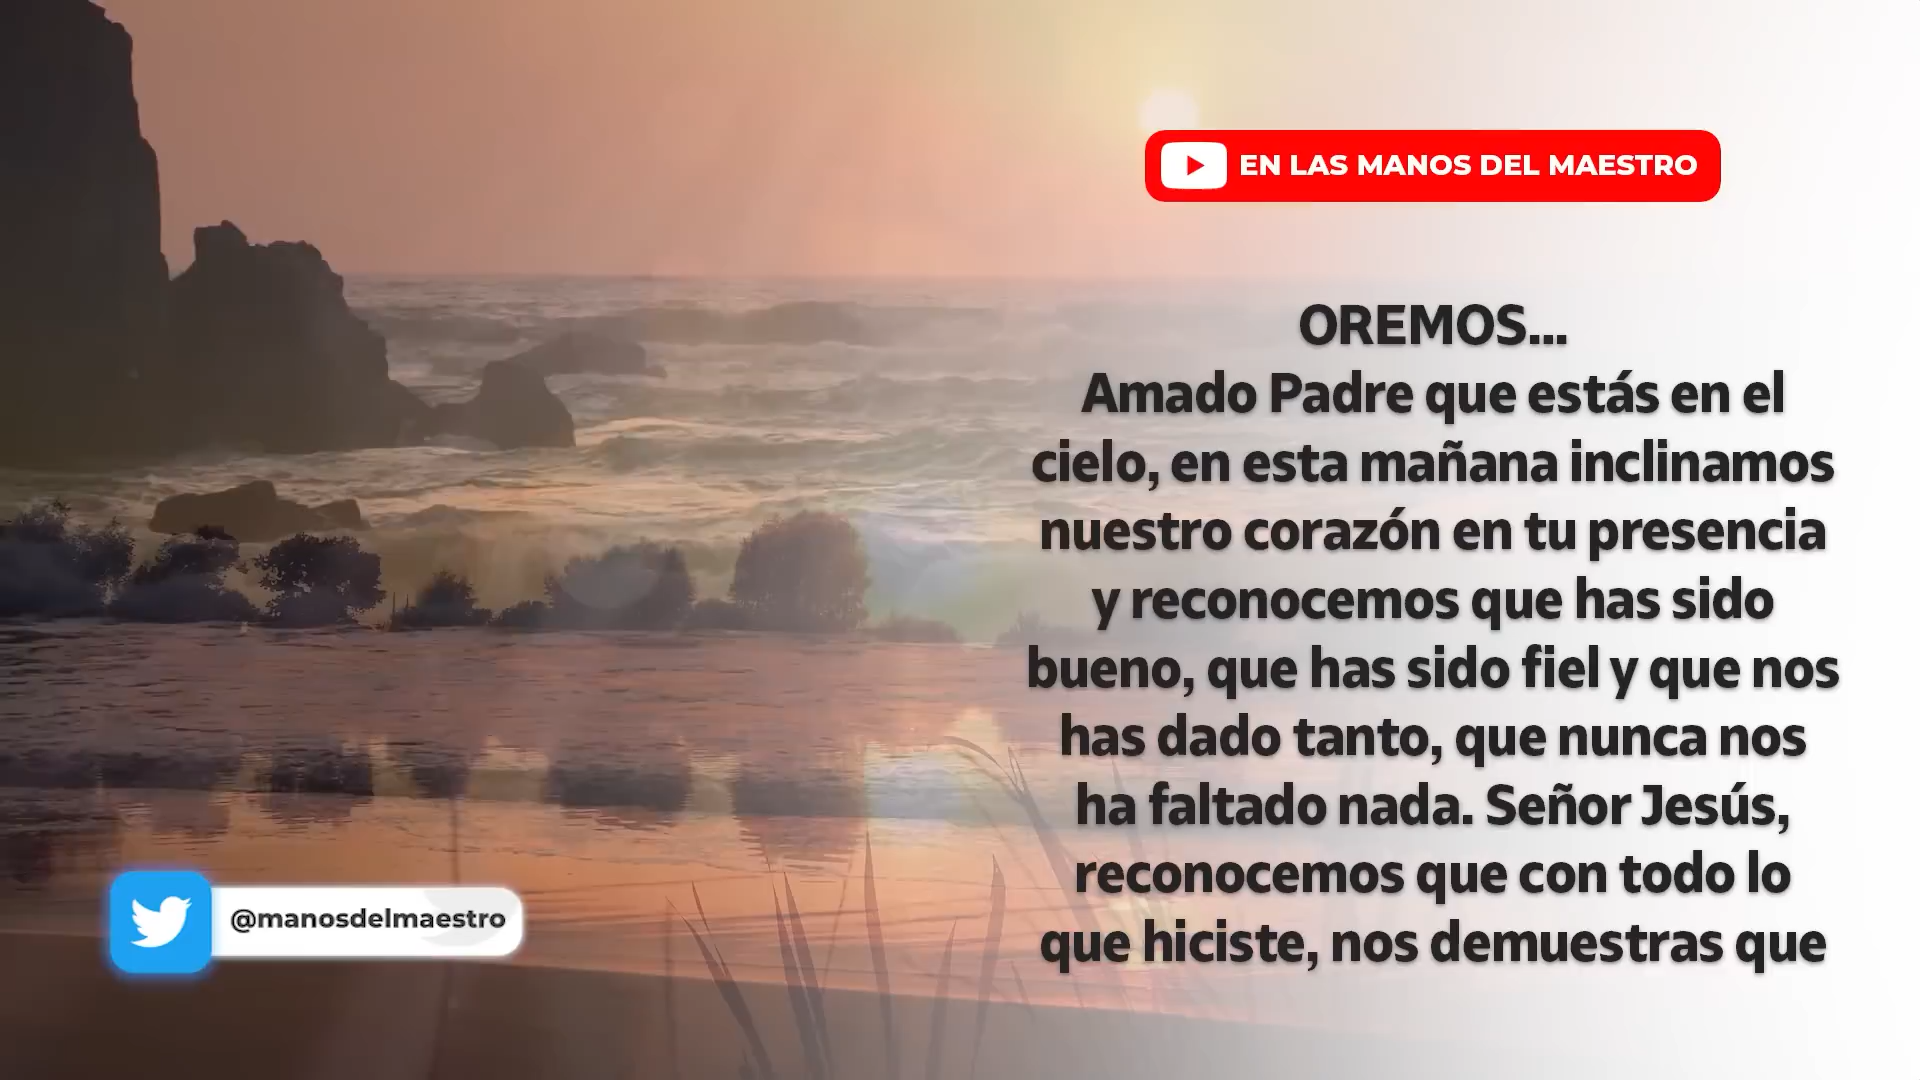 EN LAS MANOS DEL MAESTRO
OREMOS...
Amado Padre que estás en el
cielo, en esta mañana inclinamos
nuestro corazón en tu presencia
y reconocemos que has sido
bueno, que has sido fiel y que nos
has dado tanto, que nunca nos
ha faltado nada. Señor Jesús,
reconocemos que con todo lo
que hiciste, nos demuestras que
@manosdelmaestro